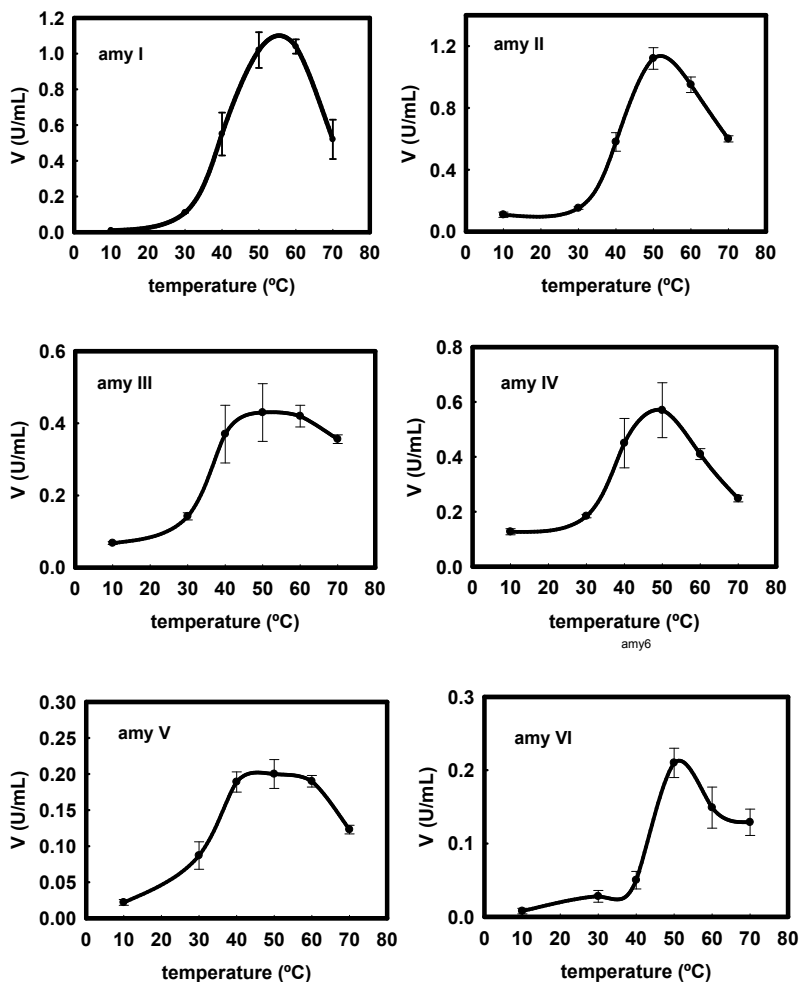 amy I
V (U/mL)
1.2
1.0
0.8
0.6
0.4
0.2
0.0
0 10 20 30 40 50 60 70 80
temperature (ºC)
amy II
V (U/mL)
1.2
0.8
0.4
0.0
0 10 20 30 40 50 60 70 80
temperature (ºC)
amy III
V (U/mL)
0.6
0.4
0.2
0.0
0 10 20 30 40 50 60 70 80
temperature (ºC)
amy IV
V (U/mL)
0.8
0.6
0.4
0.2
0.0
0 10 20 30 40 50 60 70 80
temperature (ºC)
amy6
amy V
V (U/mL)
0.30
0.25
0.20
0.15
0.10
0.05
0.00
0 10 20 30 40 50 60 70 80
temperature (ºC)
amy VI
V (U/mL)
0.3
0.2
0.1
0.0
0 10 20 30 40 50 60 70 80
temperature (ºC)